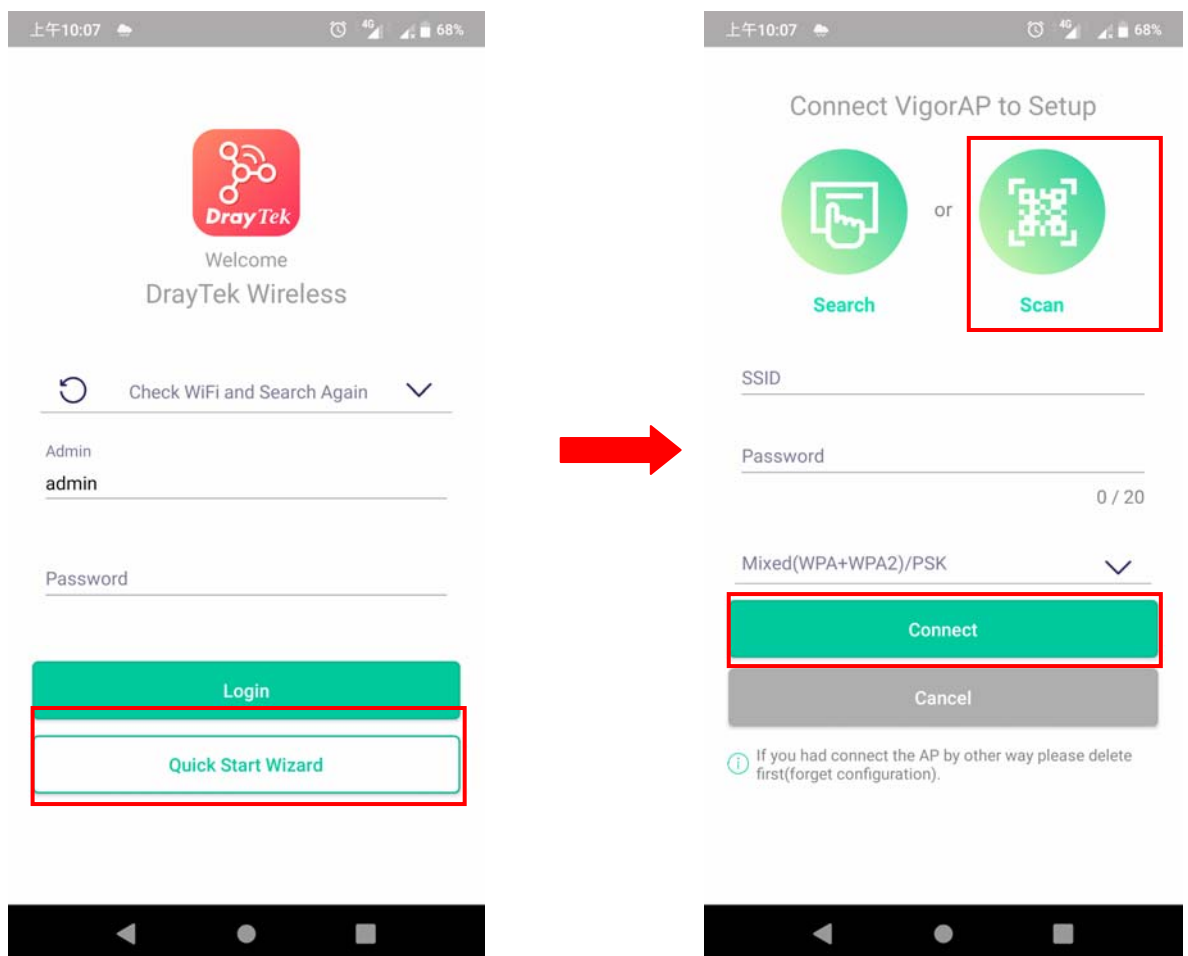 上午10:07
4G
68%
DrayTek
Welcome
DrayTek Wireless
Check WiFi and Search Again
Admin
admin
Password
Login
Quick Start Wizard
上午10:07
4G
68%
Connect VigorAP to Setup
or
Search
Scan
SSID
Password
0 / 20
Mixed(WPA+WPA2)/PSK
Connect
Cancel
If you had connect the AP by other way please delete
first(forget configuration).